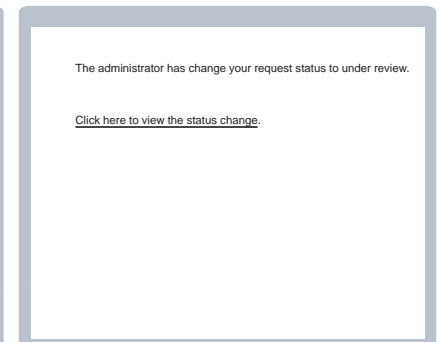 The administrator has change your request status to under review.
Click here to view the status change.